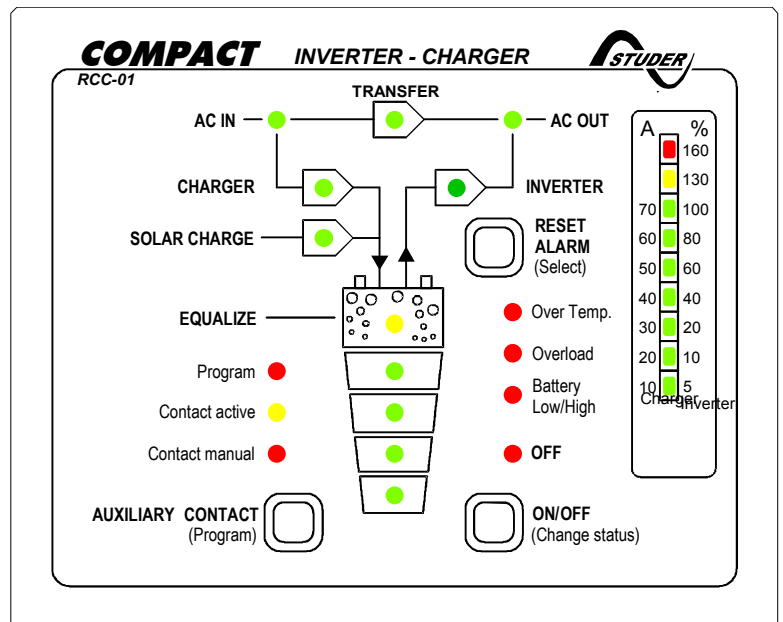 COMPACT INVERTER - CHARGER STUDER
RCC-01
TRANSFER
AC IN
AC OUT
CHARGER
INVERTER
SOLAR CHARGE
RESET
ALARM
(Select)
EQUALIZE
Over Temp.
Overload
Battery
Low/High
OFF
Program
Contact active
Contact manual
AUXILIARY CONTACT
(Program)
ON/OFF
(Change status)
A %
160
130
70 100
60 80
50 60
40 40
30 20
20 10
10 5
Charger Inverter